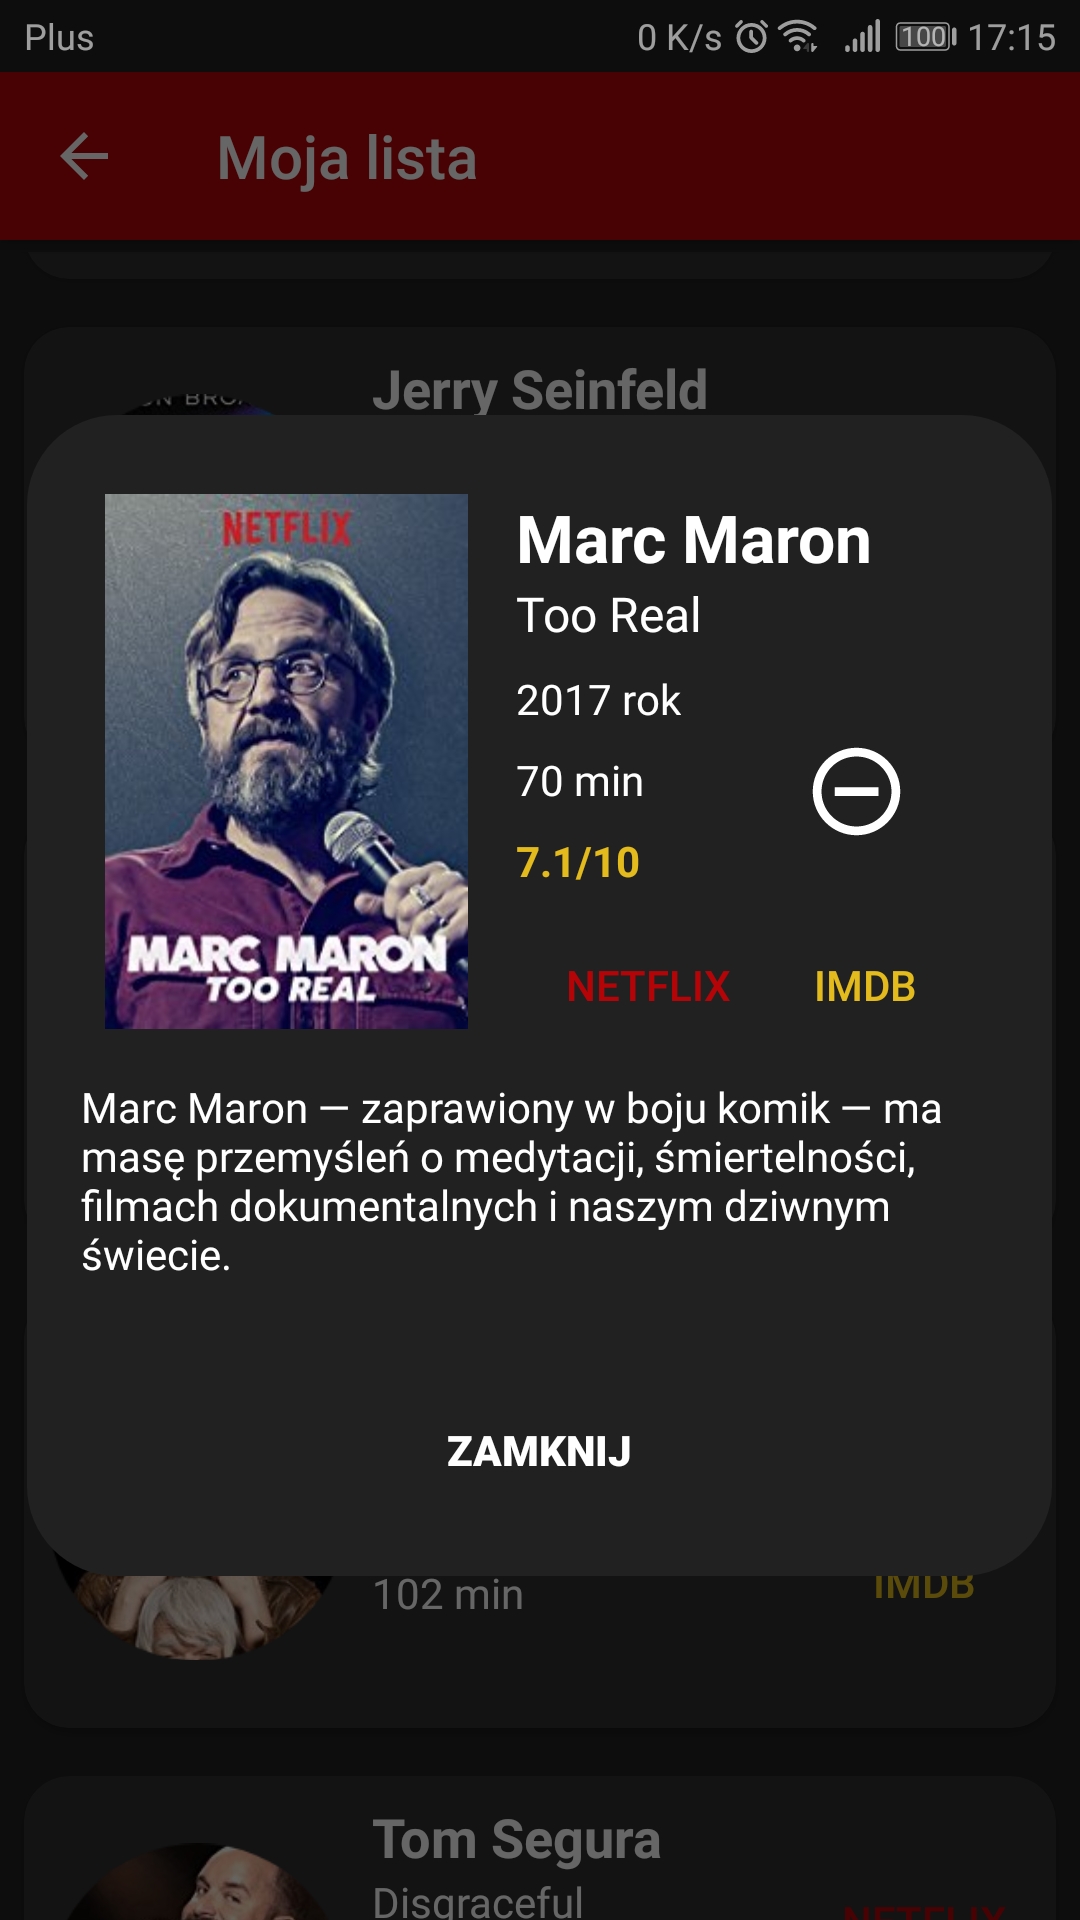 Plus 0 K/s 100 17:15
Moja lista
Jerry Seinfeld
NETFLIX
MARC MARON
TOO REAL
Marc Maron
Too Real
2017 rok
70 min
7.1/10
NETFLIX IMDB
Marc Maron — zaprawiony w boju komik — ma
masę przemyśleń o medytacji, śmiertelności,
filmach dokumentalnych i naszym dziwnym
świecie.
ZAMKNIJ
102 min IMDB
Tom Segura
Disgraceful
NETFLIX